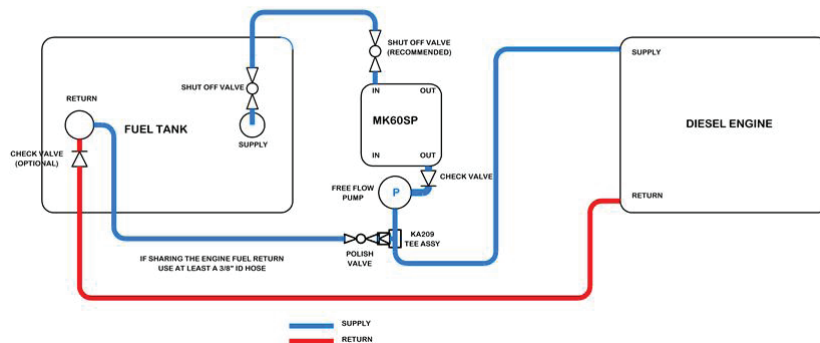 SHUT OFF VALVE
(RECOMMENDED)
SUPPLY
SHUT OFF VALVE
RETURN
IN
OUT
MK60SP
FUEL TANK
DIESEL ENGINE
SUPPLY
CHECK VALVE
(OPTIONAL)
IN
OUT
CHECK VALVE
FREE FLOW
PUMP
P
RETURN
KA209
TEE ASSY
POLISH
VALVE
IF SHARING THE ENGINE FUEL RETURN
USE AT LEAST A 3/8" ID HOSE
SUPPLY
RETURN